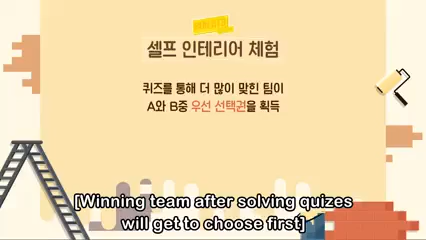 셀프 인테리어 체험
퀴즈를 통해 더 많이 맞힌 팀이
A와 B중 우선 선택권을 획득
[Winning team after solving quizes
will get to choose first]